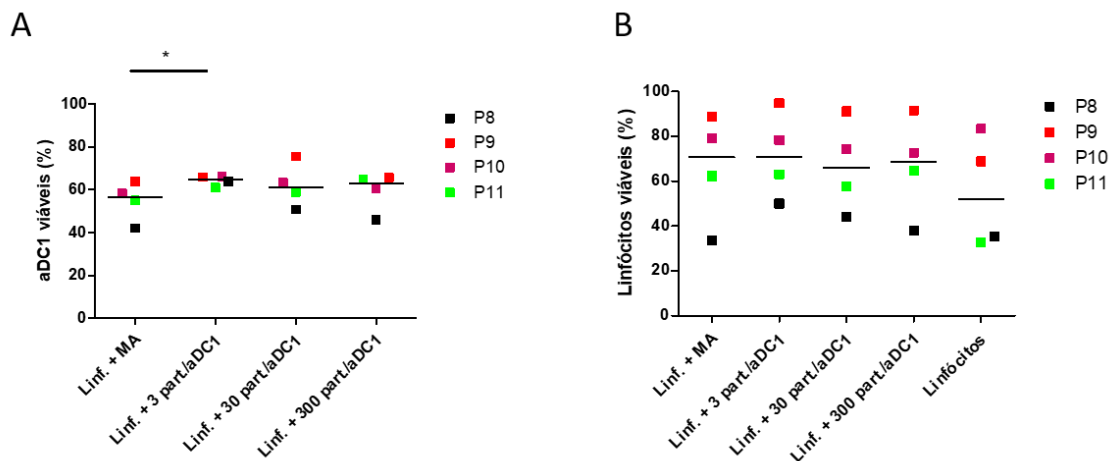 A
*
aDC1 viáveis (%)
100
80
60
40
20
0
Linf. + MA
Linf. + 3 part./aDC1
Linf. + 30 part./aDC1
Linf. + 300 part./aDC1
P8
P9
P10
P11
B
Linfócitos viáveis (%)
100
80
60
40
20
0
Linf. + MA
Linf. + 3 part./aDC1
Linf. + 30 part./aDC1
Linf. + 300 part./aDC1
Linfócitos
P8
P9
P10
P11